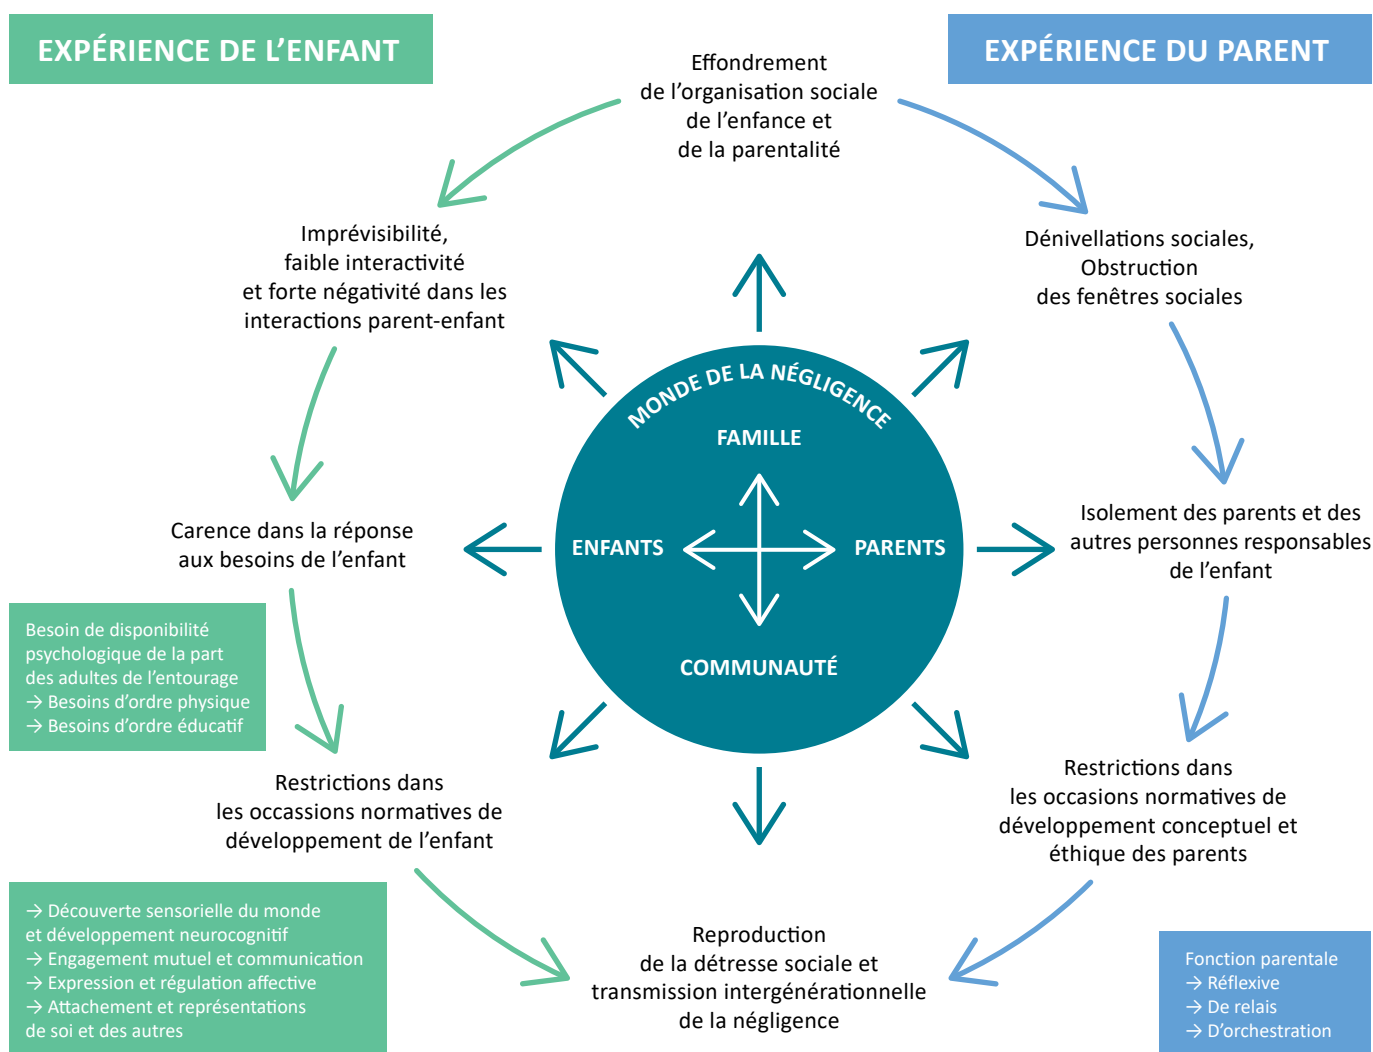 EXPÉRIENCE DE L’ENFANT
EXPÉRIENCE DU PARENT
Effondrement
de l’organisation sociale
de l’enfance et
de la parentalité
Imprévisibilité,
faible interactivité
et forte négativité dans les
interactions parent-enfant
Dénivellations sociales,
Obstruction
des fenêtres sociales
MONDE DE LA NÉGLIGENCE
FAMILLE
ENFANTS
PARENTS
COMMUNAUTÉ
Carence dans la réponse
aux besoins de l’enfant
Isolement des parents et des
autres personnes responsables
de l’enfant
Besoin de disponibilité
psychologique de la part
des adultes de l’entourage
→ Besoins d’ordre physique
→ Besoins d’ordre éducatif
Restrictions dans
les occassions normatives de
développement de l’enfant
Restrictions dans
les occasions normatives de
développement conceptuel et
éthique des parents
→ Découverte sensorielle du monde
et développement neurocognitif
→ Engagement mutuel et communication
→ Expression et régulation affective
→ Attachement et représentations
de soi et des autres
Reproduction
de la détresse sociale et
transmission intergénérationnelle
de la négligence
Fonction parentale
→ Réflexive
→ De relais
→ D’orchestration